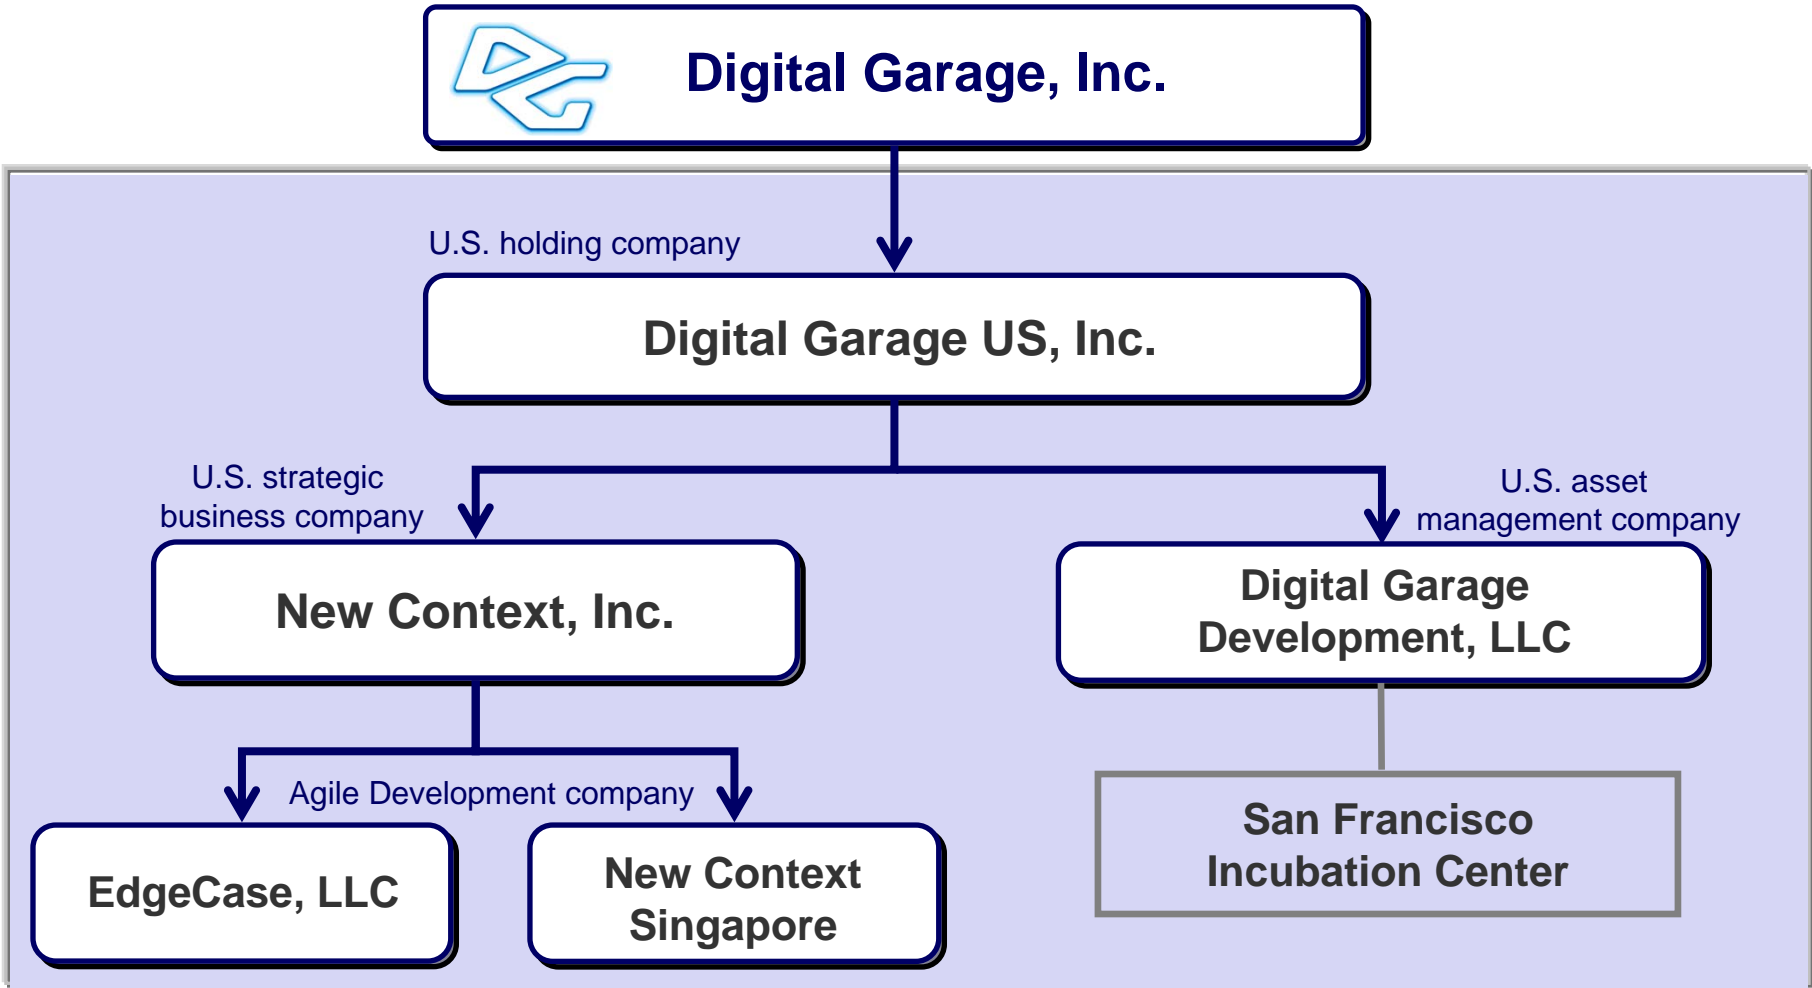 DG
Digital Garage, Inc.
U.S. holding company
Digital Garage US, Inc.
U.S. strategic
business company
U.S. asset
management company
New Context, Inc.
Digital Garage
Development, LLC
Agile Development company
EdgeCase, LLC
New Context
Singapore
San Francisco
Incubation Center